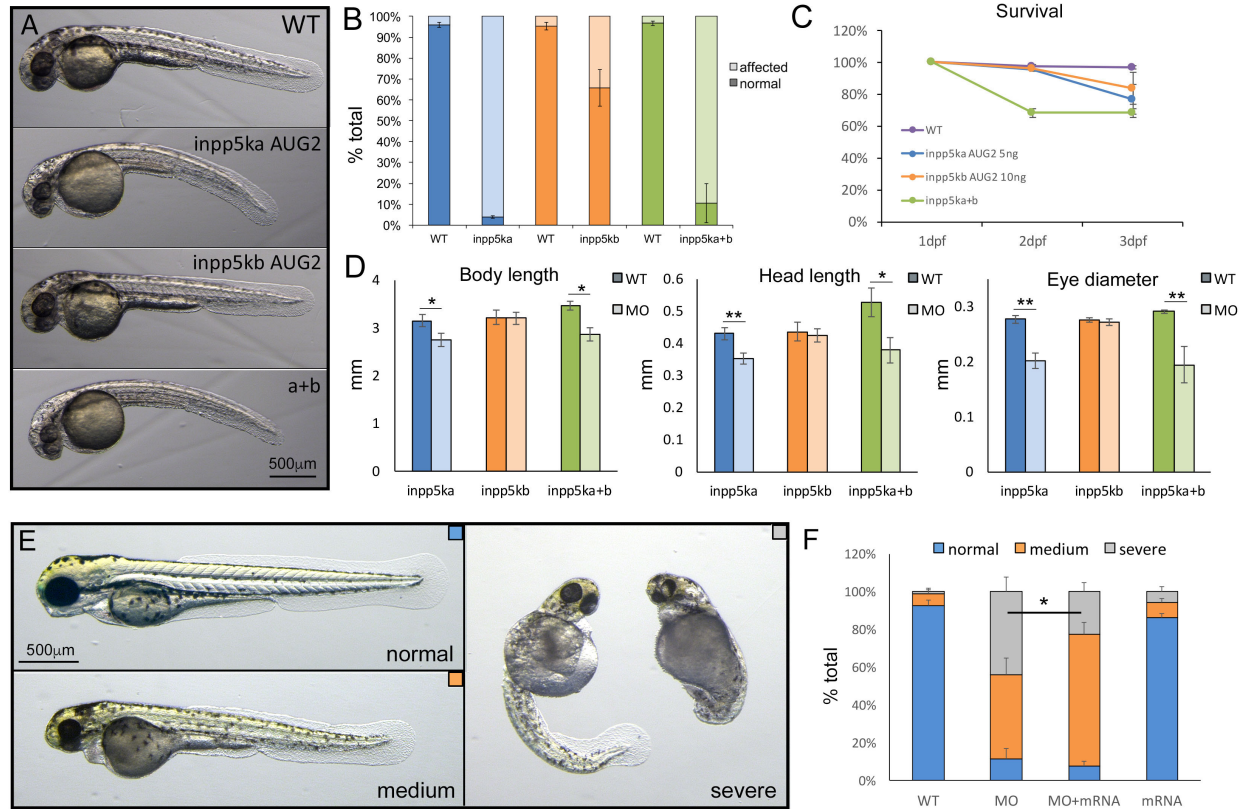 A
WT
inpp5ka AUG2
inpp5kb AUG2
a+b
500µm
B
100%
90%
80%
70%
60%
50%
40%
30%
20%
10%
0%
% total
affected
normal
WT inpp5ka WT inpp5kb WT inpp5ka+b
C
Survival
120%
100%
80%
60%
60%
40%
20%
0%
WT
inpp5ka AUG2 5ng
inpp5kb AUG2 10ng
inpp5ka+b
1dpf 2dpf 3dpf
D
Body length
WT
MO
4
3
2
1
0
mm
* *
inpp5ka inpp5kb inpp5ka+b
Head length
WT
MO
0.6
0.5
0.4
0.3
0.2
0.1
0
mm
** *
inpp5ka inpp5kb inpp5ka+b
Eye diameter
0.3
0.2
0.1
0
mm
** **
inpp5ka inpp5kb inpp5ka+b
E
500µm
normal
medium
severe
F
normal medium severe
120%
100%
80%
60%
40%
20%
0%
% total
*
WT MO MO+mRNA mRNA